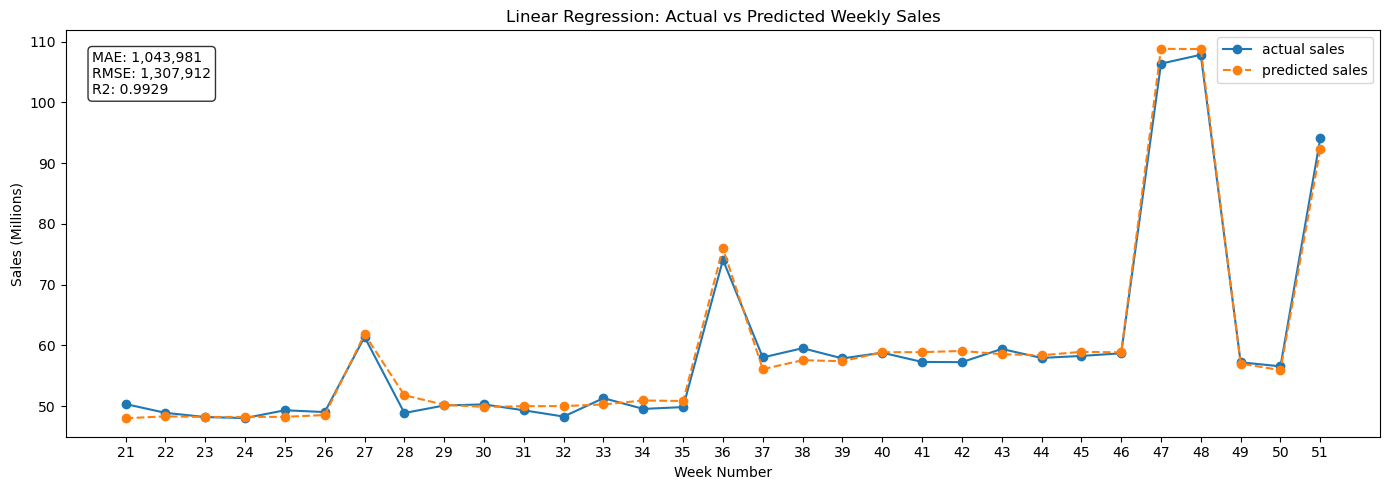 Linear Regression: Actual vs Predicted Weekly Sales
MAE: 1,043,981
RMSE: 1,307,912
R2: 0.9929
actual sales
predicted sales
110
100
90
80
70
60
50
Sales (Millions)
21 22 23 24 25 26 27 28 29 30 31 32 33 34 35 36 37 38 39 40 41 42 43 44 45 46 47 48 49 50 51
Week Number